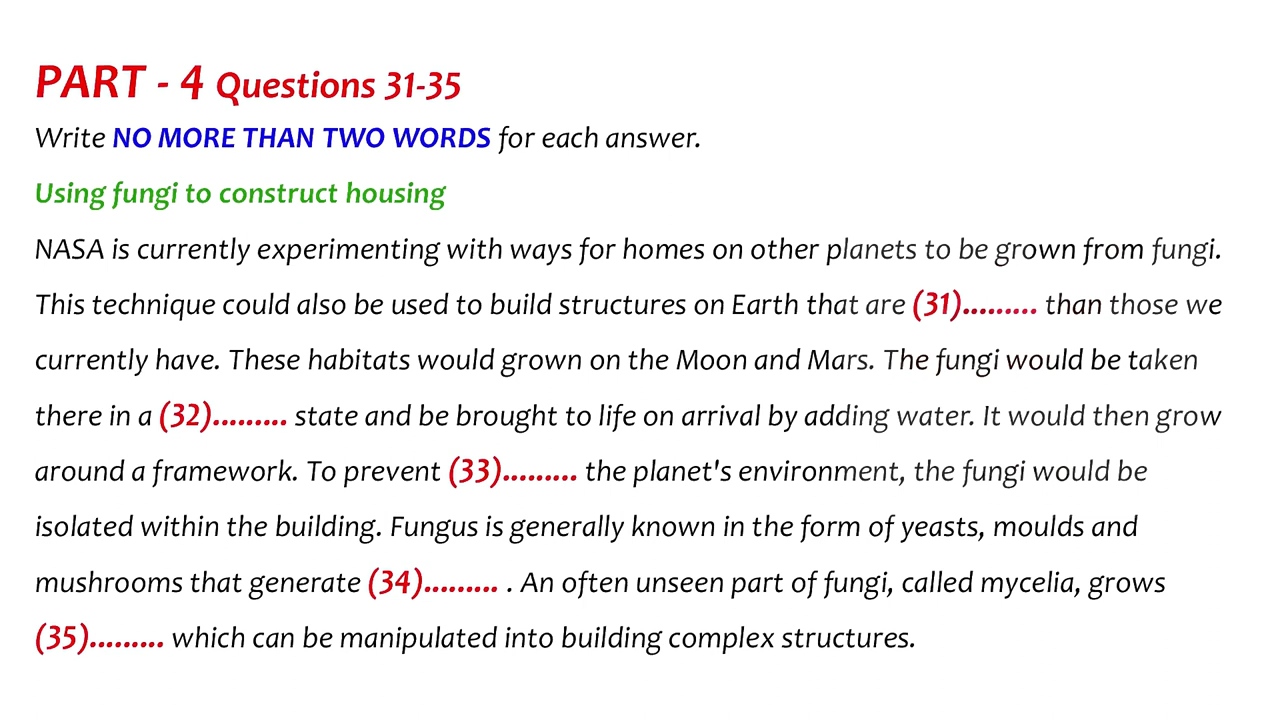 PART - 4 Questions 31-35
Write NO MORE THAN TWO WORDS for each answer.
Using fungi to construct housing
NASA is currently experimenting with ways for homes on other planets to be grown from fungi.
This technique could also be used to build structures on Earth that are (31)......... than those we
currently have. These habitats would grown on the Moon and Mars. The fungi would be taken
there in a (32)......... state and be brought to life on arrival by adding water. It would then grow
around a framework. To prevent (33)......... the planet's environment, the fungi would be
isolated within the building. Fungus is generally known in the form of yeasts, moulds and
mushrooms that generate (34)......... . An often unseen part of fungi, called mycelia, grows
(35)......... which can be manipulated into building complex structures.